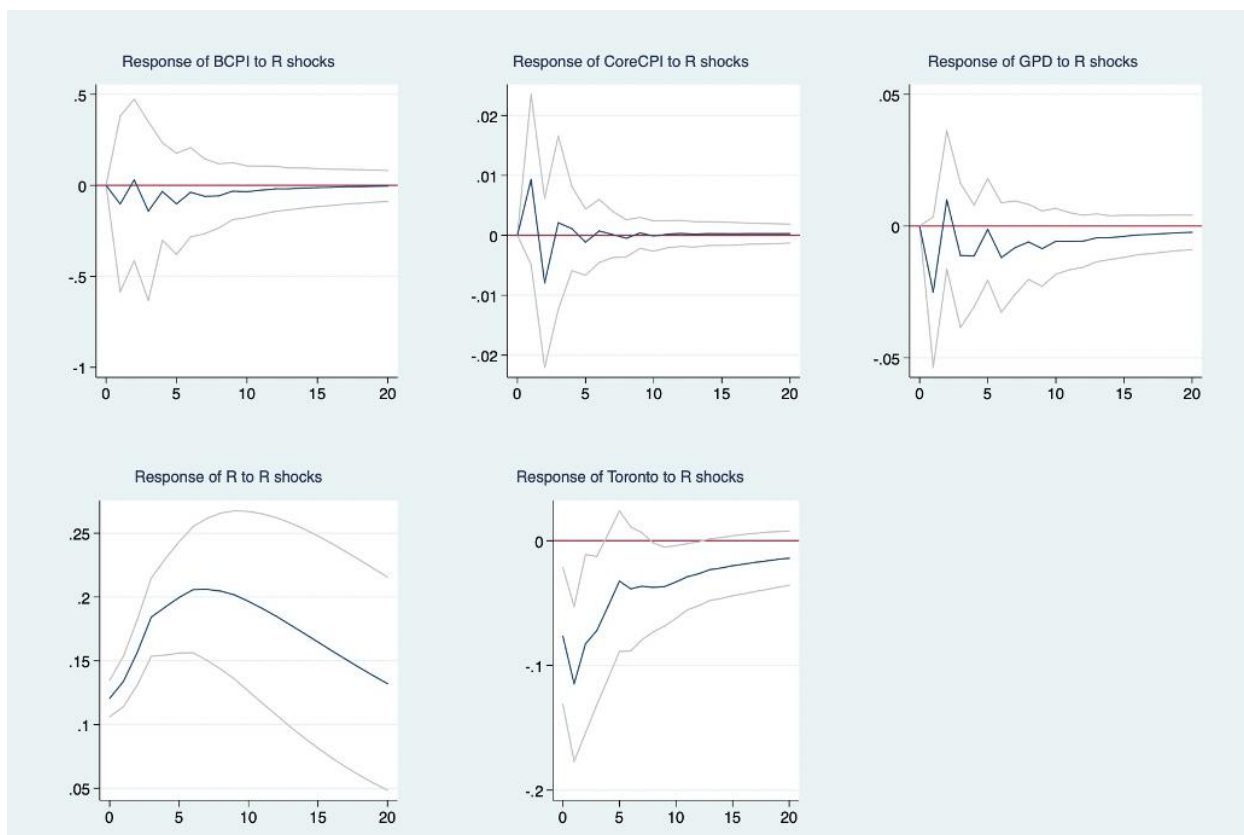 Response of BCPI to R shocks
.5
0
-.5
-1
0 5 10 15 20
Response of CoreCPI to R shocks
.02
.01
0
-.01
-.02
0 5 10 15 20
Response of GPD to R shocks
.05
0
-.05
0 5 10 15 20
Response of R to R shocks
.25
.2
.15
.1
.05
0 5 10 15 20
Response of Toronto to R shocks
0
-.1
-.2
0 5 10 15 20